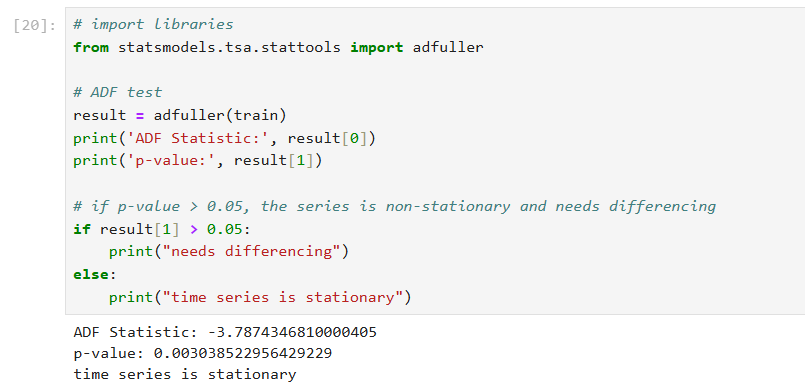 [20]:
# import libraries
from statsmodels.tsa.stattools import adfuller
# ADF test
result = adfuller(train)
print('ADF Statistic:', result[0])
print('p-value:', result[1])
# if p-value > 0.05, the series is non-stationary and needs differencing
if result[1] > 0.05:
    print("needs differencing")
else:
    print("time series is stationary")
ADF Statistic: -3.7874346810000405
p-value: 0.003038522956429229
time series is stationary